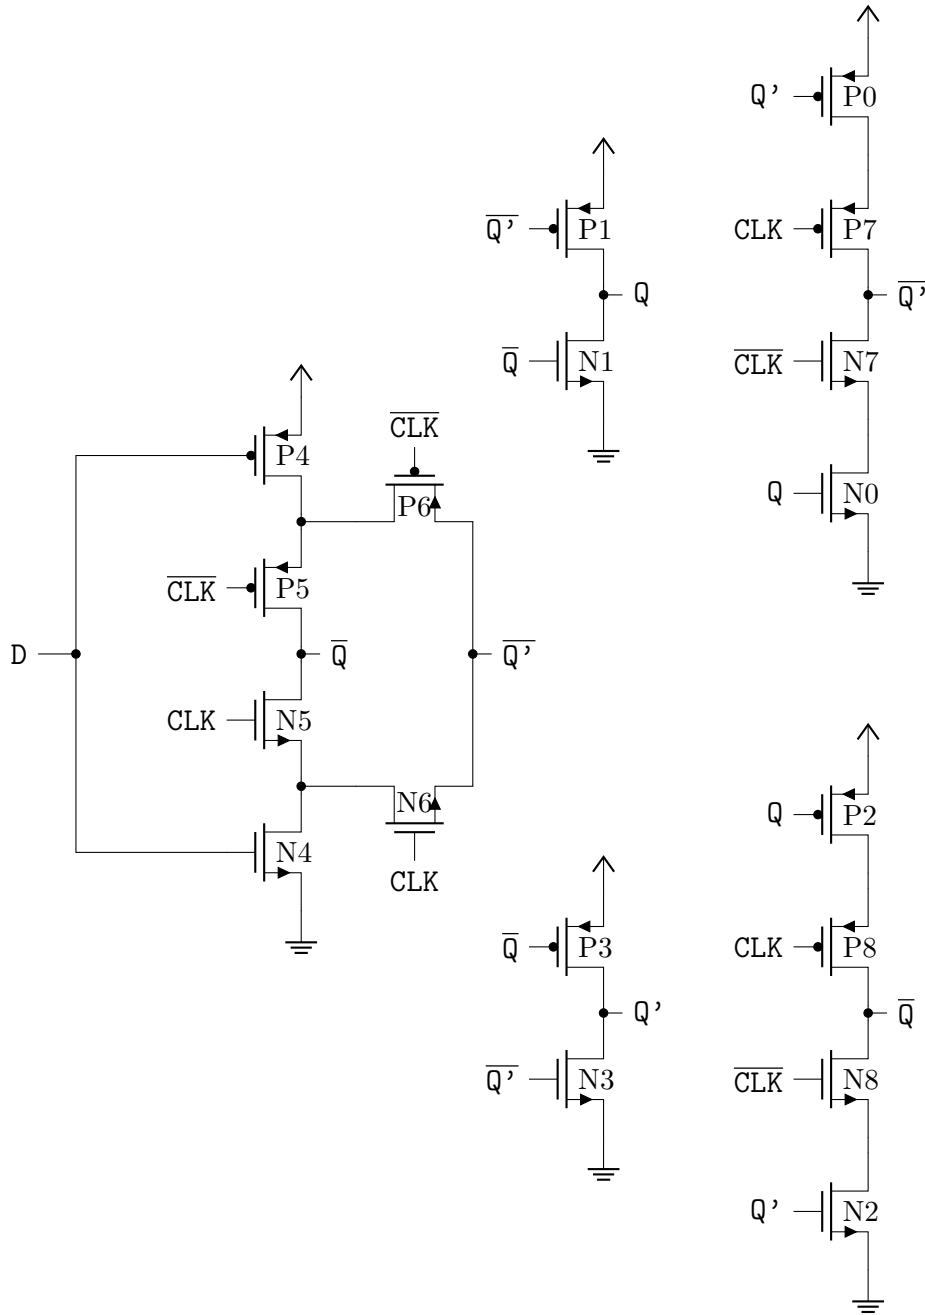 Q' P0
Q̅'̅ P1 CLK P7
Q Q̅'̅
Q̅ N1 C̅L̅K̅ N7
C̅L̅K̅
P4 Q N0
P6
C̅L̅K̅ P5
D Q̅ Q̅'̅
CLK N5
N6 Q P2
N4
CLK
Q̅ P3 CLK P8
Q' Q̅
Q̅'̅ N3 C̅L̅K̅ N8
Q' N2